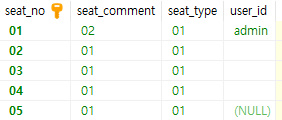 seat_no seat_comment seat_type user_id
01 02 01 admin
02 01 01
03 01 01
04 01 01
05 01 01 (NULL)